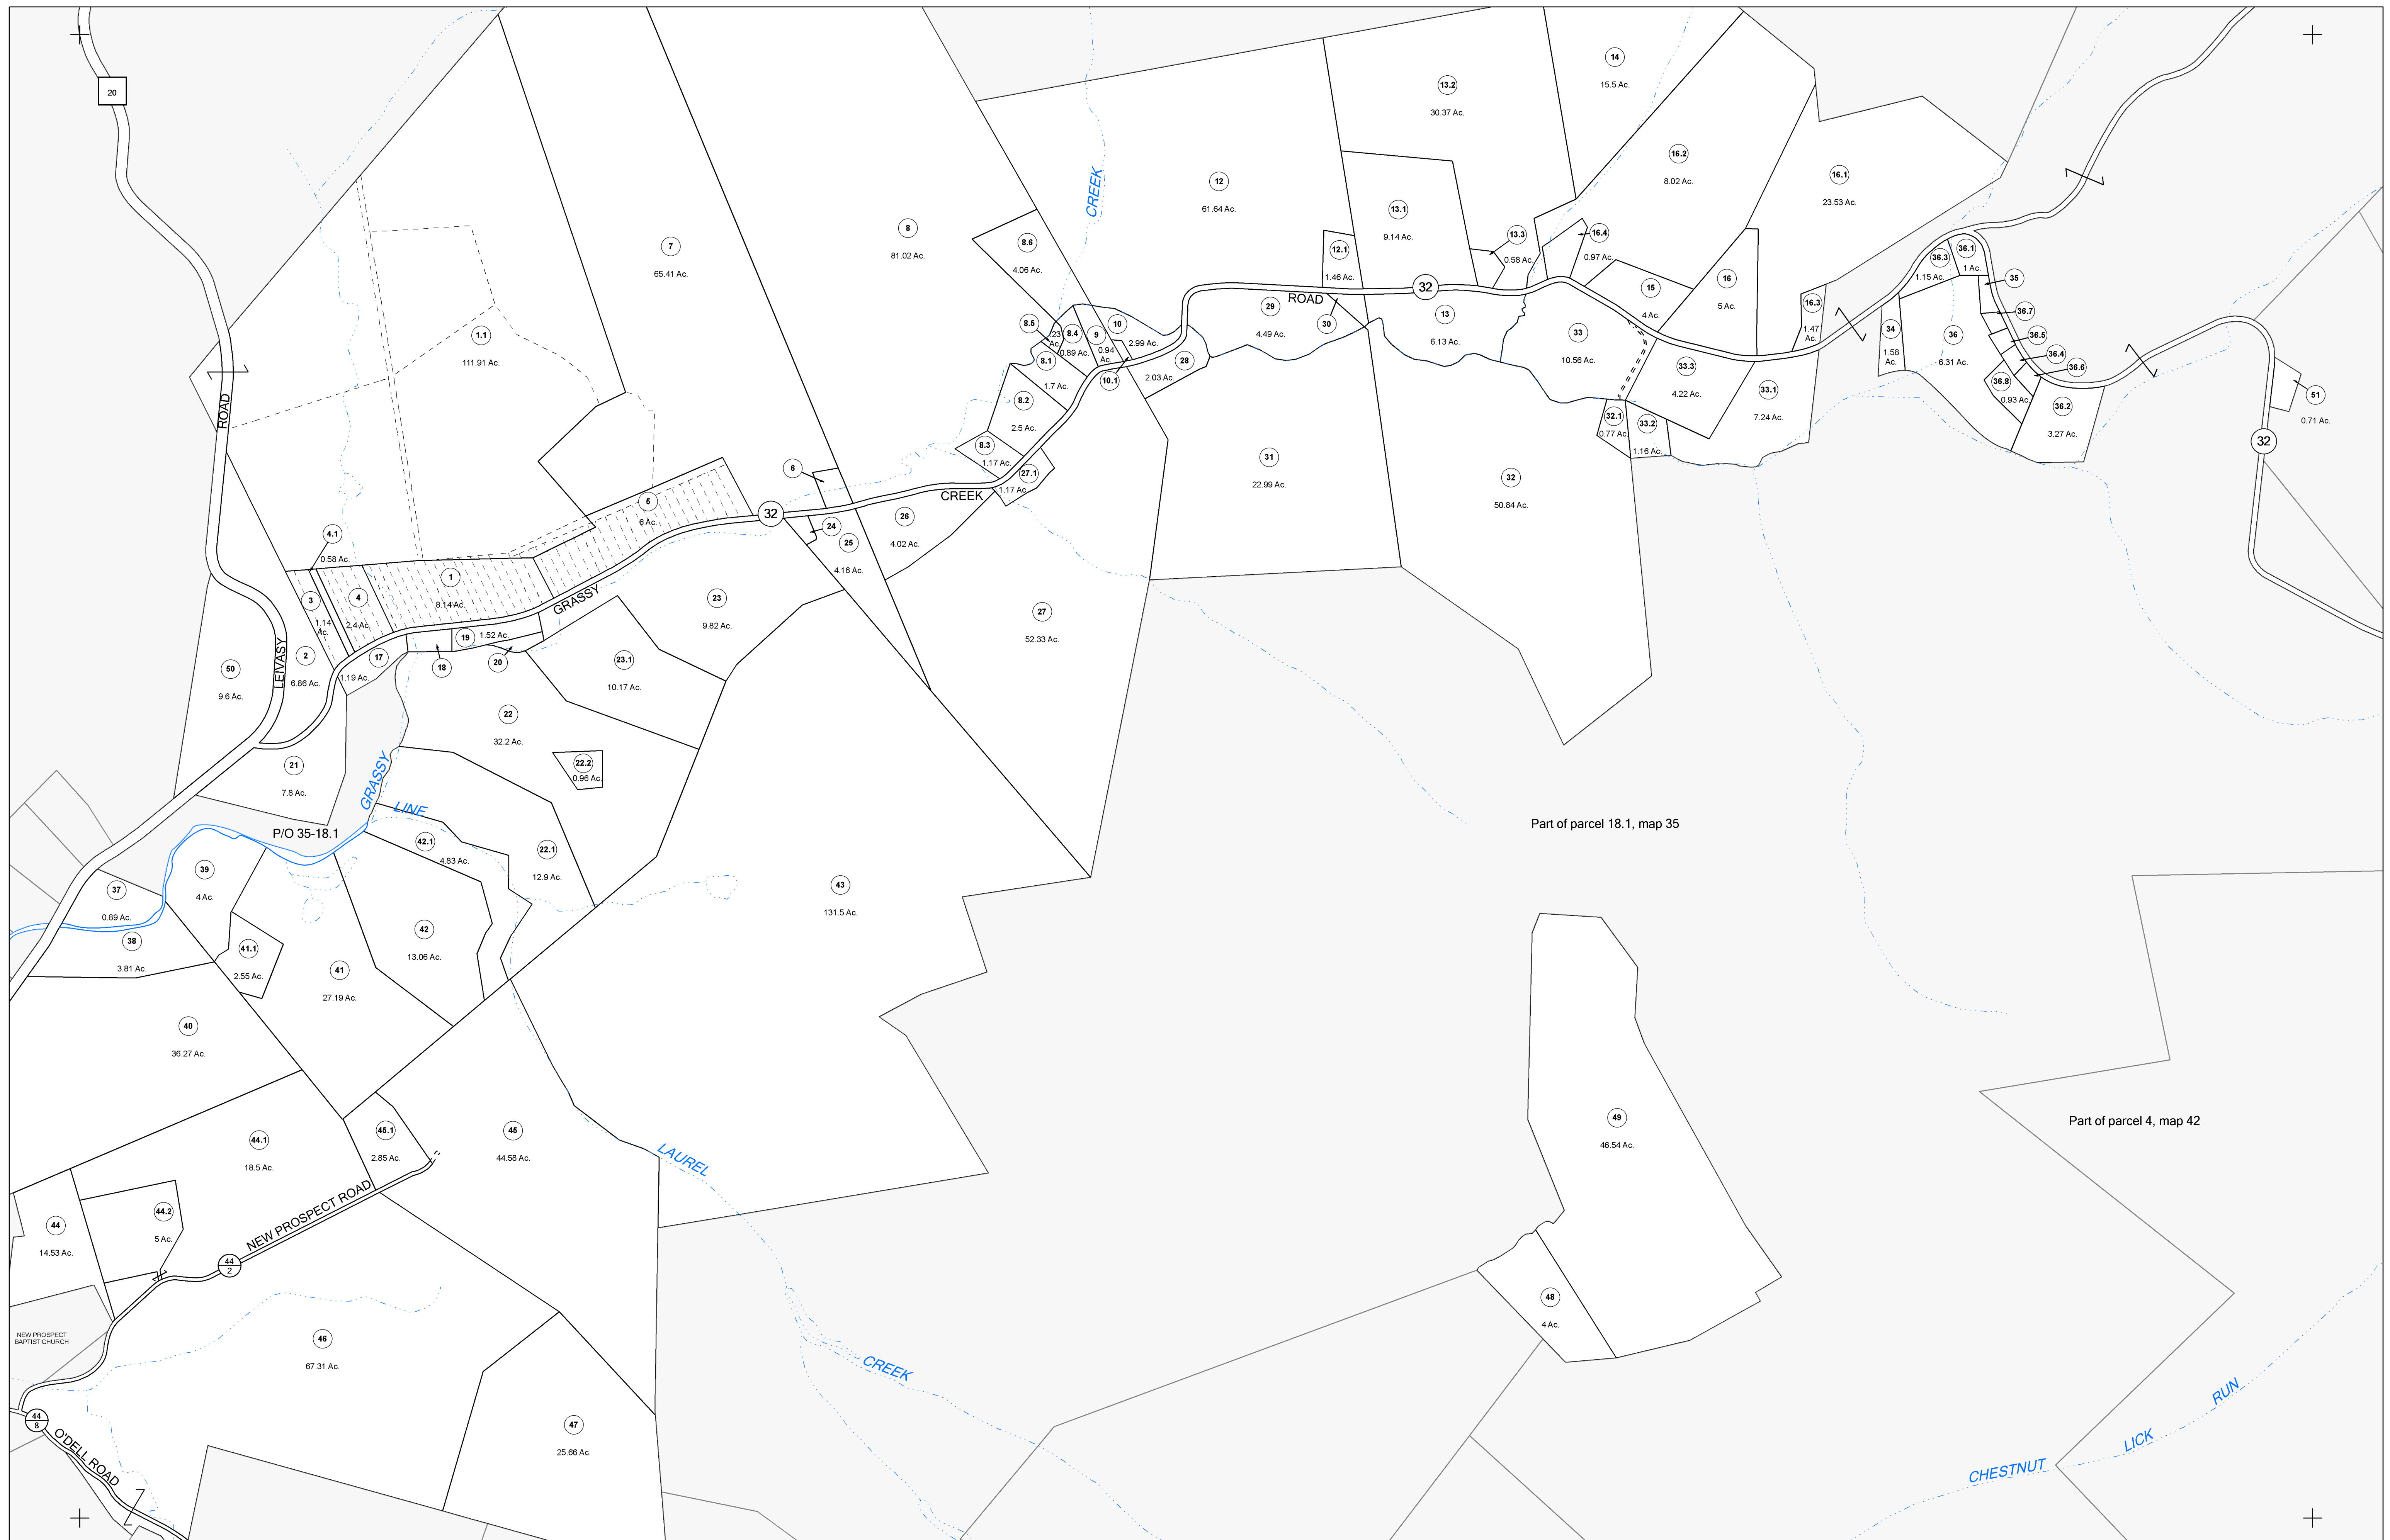 20
14
15.5 Ac.
13.2
30.37 Ac.
16.2
8.02 Ac.
16.1
23.53 Ac.
12
61.64 Ac.
CREEK
13.1
9.14 Ac.
8
81.02 Ac.
7
65.41 Ac.
8.6
4.06 Ac.
12.1
1.46 Ac.
13.3
0.58 Ac.
16.4
0.97 Ac.
16
5 Ac.
15
4 Ac.
16.3
1.47
Ac.
36.3
1.15 Ac.
36.1
1 Ac.
35
36.7
36.5
36.4
36.6
36.8
0.93 Ac.
36
6.31 Ac.
34
1.58
Ac.
36.2
3.27 Ac.
51
0.71 Ac.
32
32
ROAD
29
4.49 Ac.
30
13
6.13 Ac.
33
10.56 Ac.
33.3
4.22 Ac.
33.1
7.24 Ac.
32.1
0.77 Ac.
33.2
1.16 Ac.
1.1
111.91 Ac.
8.5
.23
Ac.
8.4
0.89 Ac.
9
0.94
Ac.
10
2.99 Ac.
10.1
28
2.03 Ac.
8.1
1.7 Ac.
8.2
2.5 Ac.
8.3
1.17 Ac.
27.1
1.17 Ac.
CREEK
ROAD
6
5
6 Ac.
32
24
25
4.16 Ac.
26
4.02 Ac.
31
22.99 Ac.
32
50.84 Ac.
4.1
0.58 Ac.
3
1.14
Ac.
4
2.4 Ac.
1
8.14 Ac.
GRASSY
23
9.82 Ac.
27
52.33 Ac.
50
9.6 Ac.
LEIVASY
2
6.86 Ac.
17
1.19 Ac.
18
19
1.52 Ac.
20
23.1
10.17 Ac.
22
32.2 Ac.
22.2
0.96 Ac.
21
7.8 Ac.
GRASSY
LINE
P/O 35-18.1
42.1
4.83 Ac.
22.1
12.9 Ac.
Part of parcel 18.1, map 35
39
4 Ac.
37
0.89 Ac.
38
3.81 Ac.
41.1
2.55 Ac.
41
27.19 Ac.
42
13.06 Ac.
43
131.5 Ac.
40
36.27 Ac.
49
46.54 Ac.
Part of parcel 4, map 42
44.1
18.5 Ac.
45.1
2.85 Ac.
45
44.58 Ac.
LAUREL
44
14.53 Ac.
44.2
5 Ac.
NEW PROSPECT ROAD
44
2
48
4 Ac.
NEW PROSPECT
BAPTIST CHURCH
46
67.31 Ac.
CREEK
47
25.66 Ac.
44
8
O'DELL ROAD
CHESTNUT
LICK
RUN